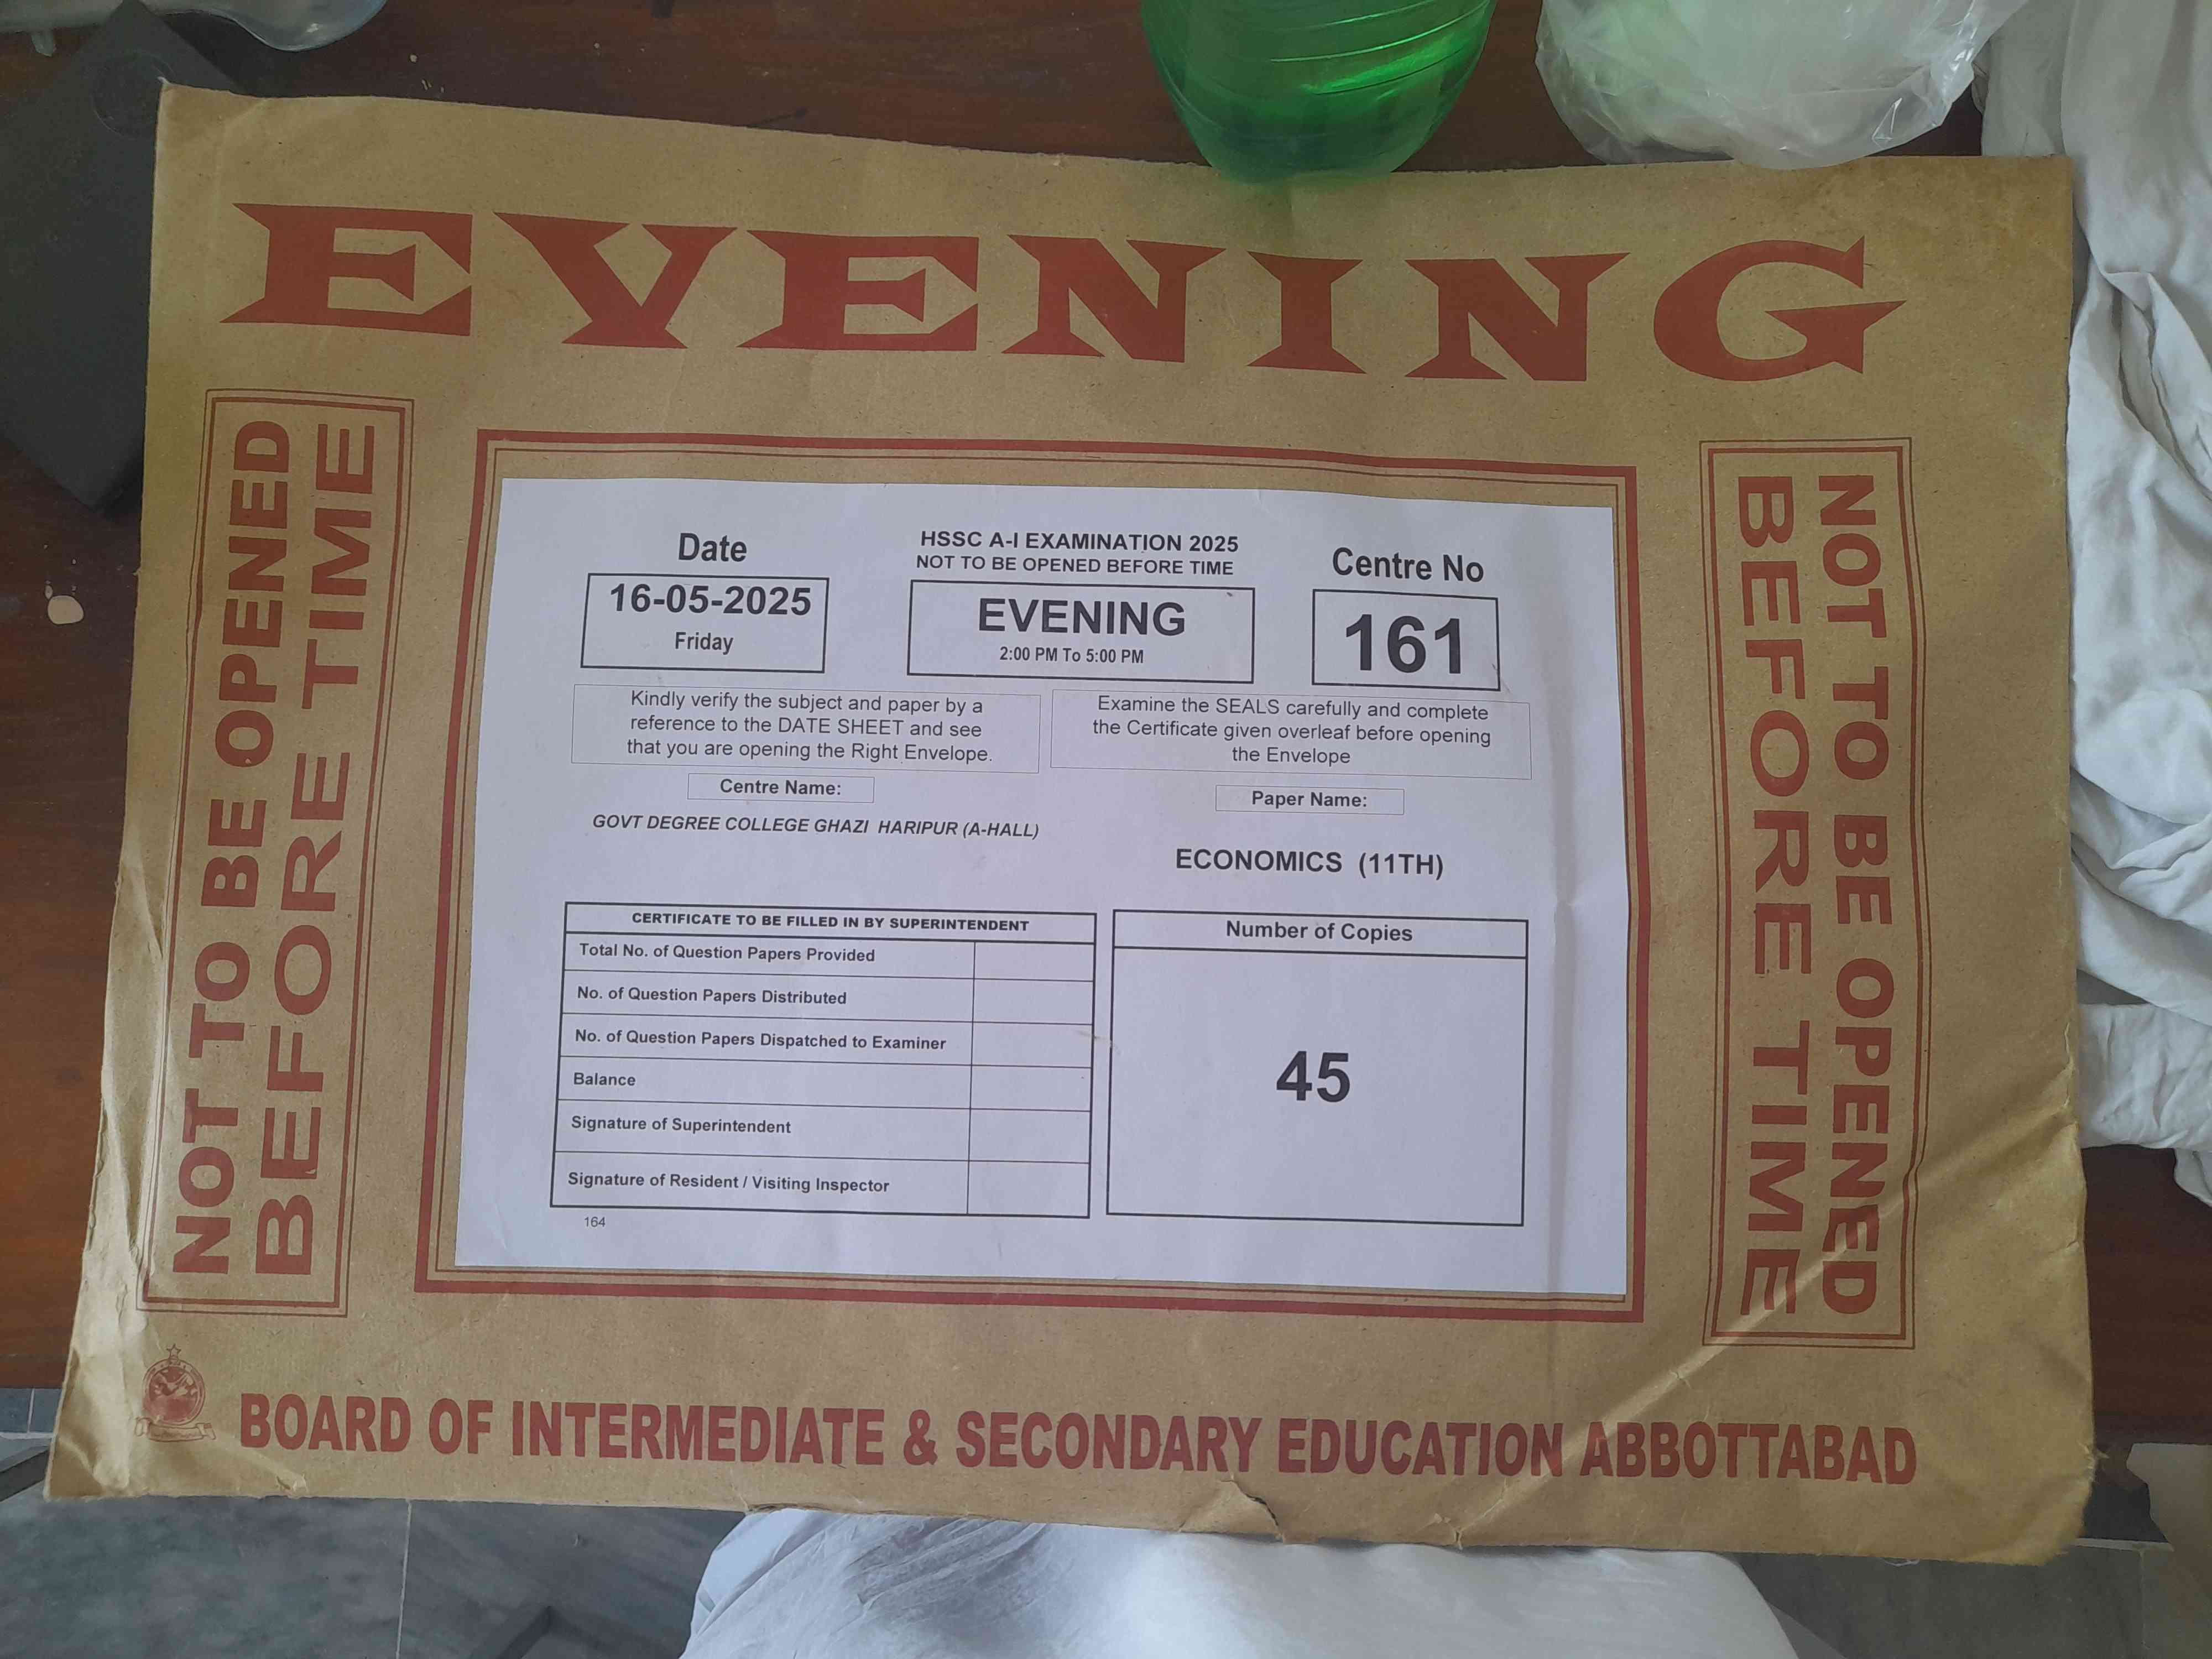 EVENING
NOT TO BE OPENED
BEFORE TIME
Date
16-05-2025
Friday
HSSC A-I EXAMINATION 2025
NOT TO BE OPENED BEFORE TIME
EVENING
2:00 PM To 5:00 PM
Centre No
161
Kindly verify the subject and paper by a
reference to the DATE SHEET and see
that you are opening the Right Envelope.
Examine the SEALS carefully and complete
the Certificate given overleaf before opening
the Envelope
Centre Name:
GOVT DEGREE COLLEGE GHAZI HARIPUR (A-HALL)
Paper Name:
ECONOMICS (11TH)
CERTIFICATE TO BE FILLED IN BY SUPERINTENDENT
Total No. of Question Papers Provided
No. of Question Papers Distributed
No. of Question Papers Dispatched to Examiner
Balance
Signature of Superintendent
Signature of Resident / Visiting Inspector
Number of Copies
45
164
NOT TO BE OPENED
BEFORE TIME
BOARD OF INTERMEDIATE & SECONDARY EDUCATION ABBOTTABAD